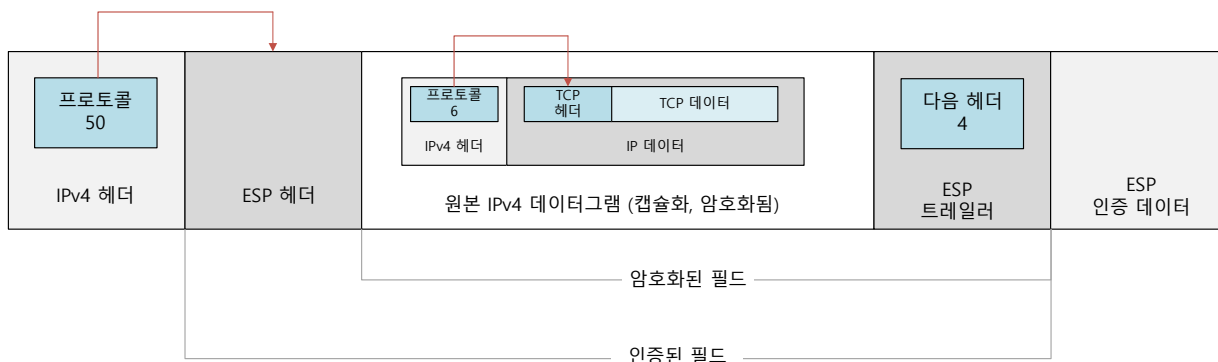 프로토콜
50
IPv4 헤더
ESP 헤더
프로토콜
6
IPv4 헤더
TCP
헤더
TCP 데이터
IP 데이터
원본 IPv4 데이터그램 (캡슐화, 암호화됨)
다음 헤더
4
ESP
트레일러
ESP
인증 데이터
암호화된 필드
인증된 필드